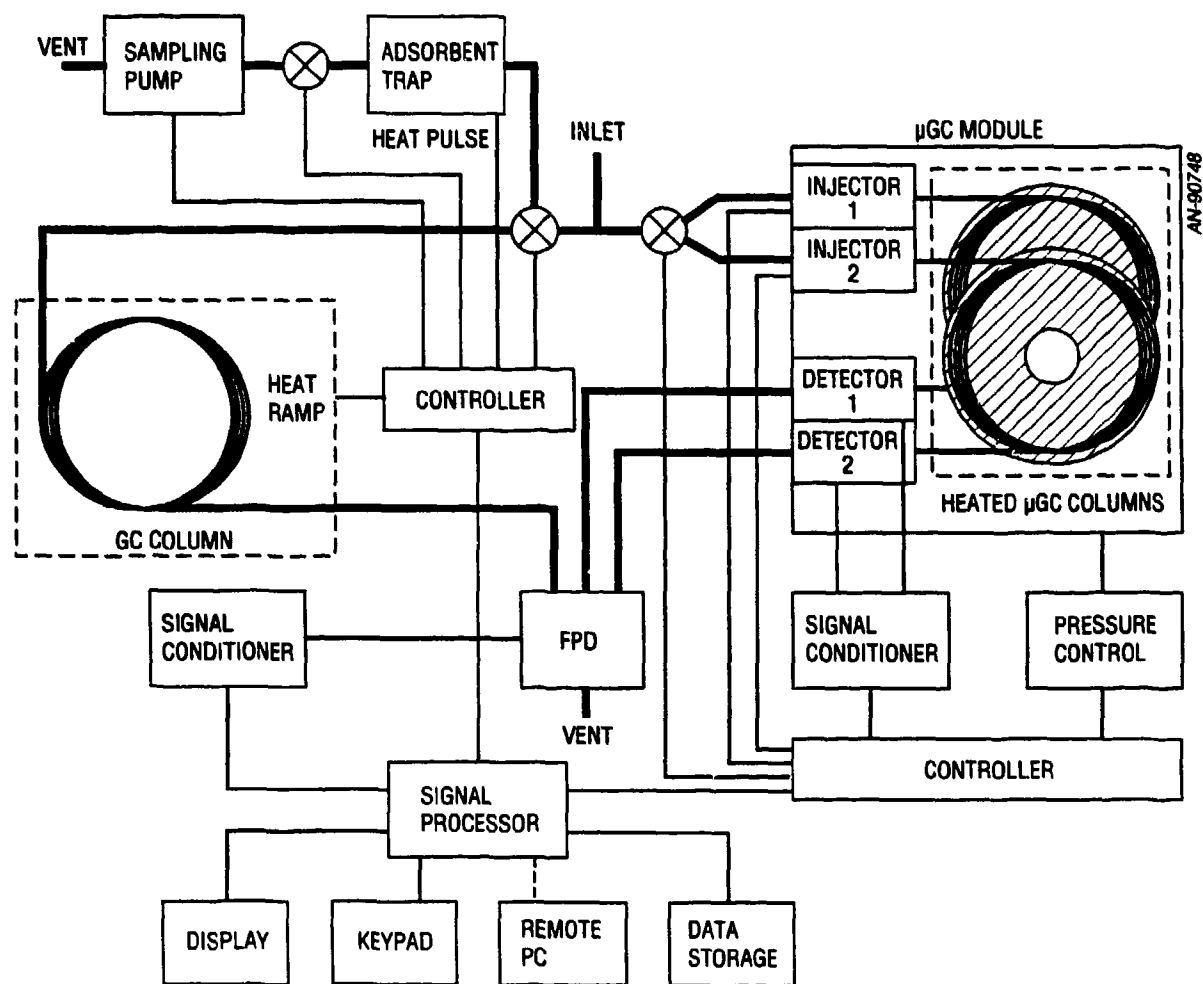 VENT
SAMPLING
PUMP
ADSORBENT
TRAP
HEAT PULSE
INLET
µGC MODULE
AN-90748
INJECTOR
1
INJECTOR
2
HEAT
RAMP
CONTROLLER
DETECTOR
1
DETECTOR
2
HEATED µGC COLUMNS
GC COLUMN
SIGNAL
CONDITIONER
FPD
SIGNAL
CONDITIONER
PRESSURE
CONTROL
VENT
CONTROLLER
SIGNAL
PROCESSOR
DISPLAY
KEYPAD
REMOTE
PC
DATA
STORAGE